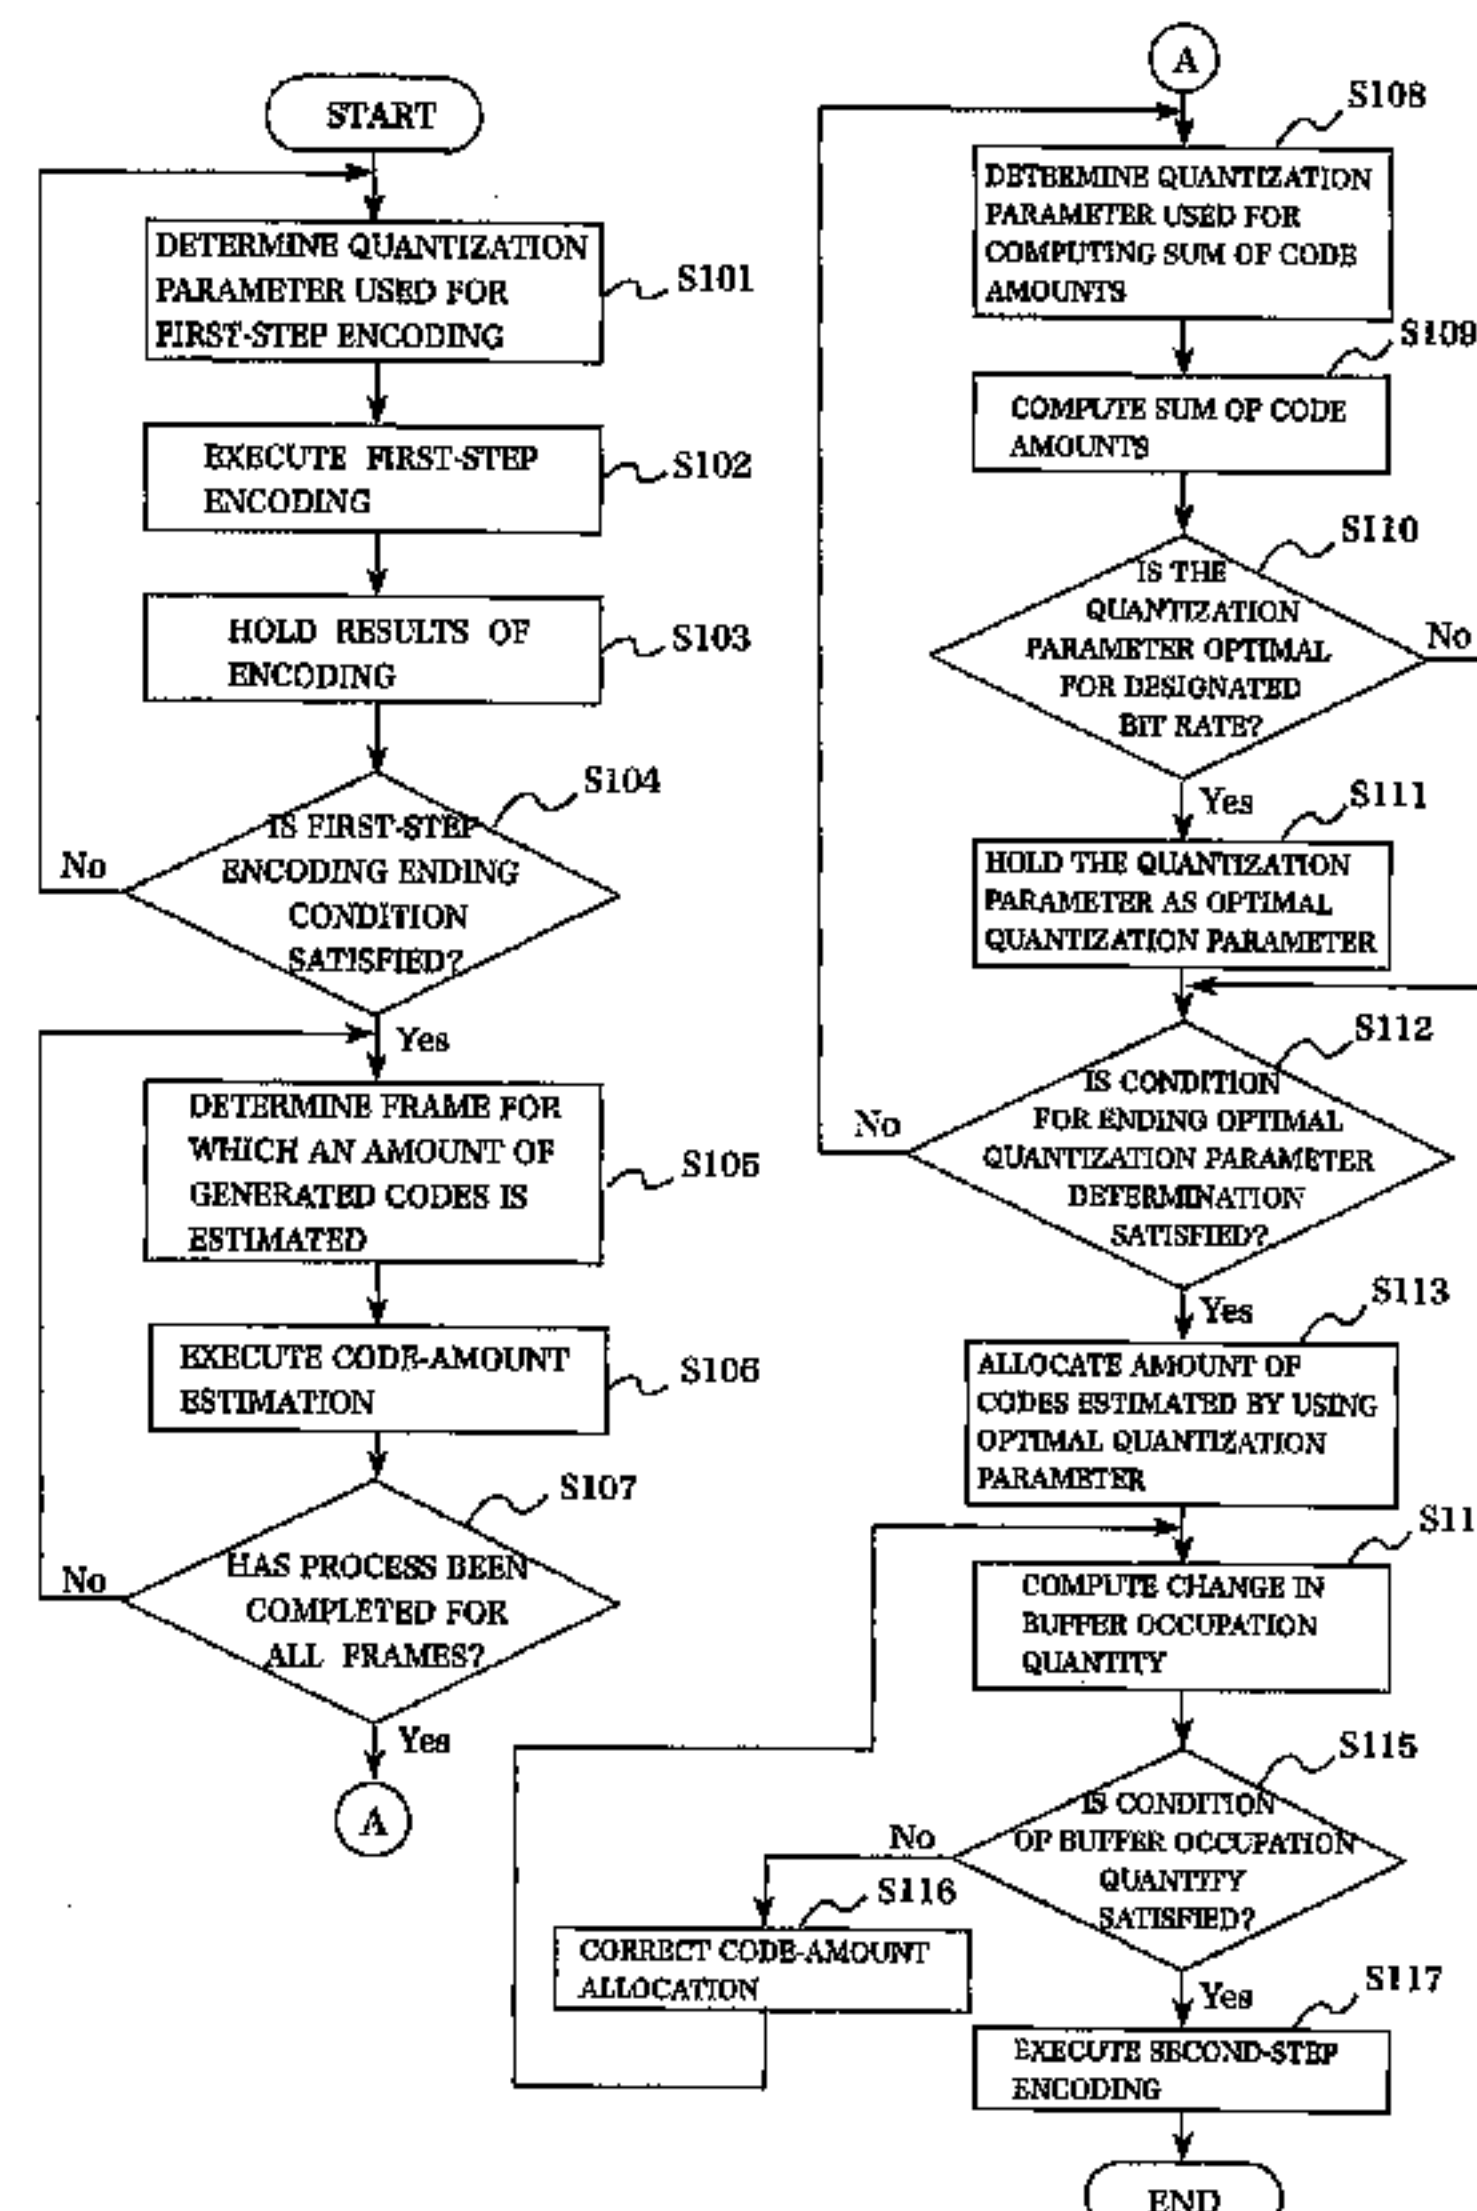 START
DETERMINE QUANTIZATION
PARAMETER USED FOR
FIRST-STEP ENCODING
S101
EXECUTE FIRST-STEP
ENCODING
S102
HOLD RESULTS OF
ENCODING
S103
S104
IS FIRST-STEP
ENCODING ENDING
CONDITION
SATISFIED?
No
Yes
DETERMINE FRAME FOR
WHICH AN AMOUNT OF
GENERATED CODES IS
ESTIMATED
S105
EXECUTE CODE-AMOUNT
ESTIMATION
S106
S107
HAS PROCESS BEEN
COMPLETED FOR
ALL FRAMES?
No
Yes
A
A
S108
DETERMINE QUANTIZATION
PARAMETER USED FOR
COMPUTING SUM OF CODE
AMOUNTS
S109
COMPUTE SUM OF CODE
AMOUNTS
S110
IS THE
QUANTIZATION
PARAMETER OPTIMAL
FOR DESIGNATED
BIT RATE?
No
Yes
S111
HOLD THE QUANTIZATION
PARAMETER AS OPTIMAL
QUANTIZATION PARAMETER
S112
IS CONDITION
FOR ENDING OPTIMAL
QUANTIZATION PARAMETER
DETERMINATION
SATISFIED?
No
Yes
S113
ALLOCATE AMOUNT OF
CODES ESTIMATED BY USING
OPTIMAL QUANTIZATION
PARAMETER
S11
COMPUTE CHANGE IN
BUFFER OCCUPATION
QUANTITY
S115
IS CONDITION
OF BUFFER OCCUPATION
QUANTITY
SATISFIED?
No
S116
CORRECT CODE-AMOUNT
ALLOCATION
Yes
S117
EXECUTE SECOND-STEP
ENCODING
END